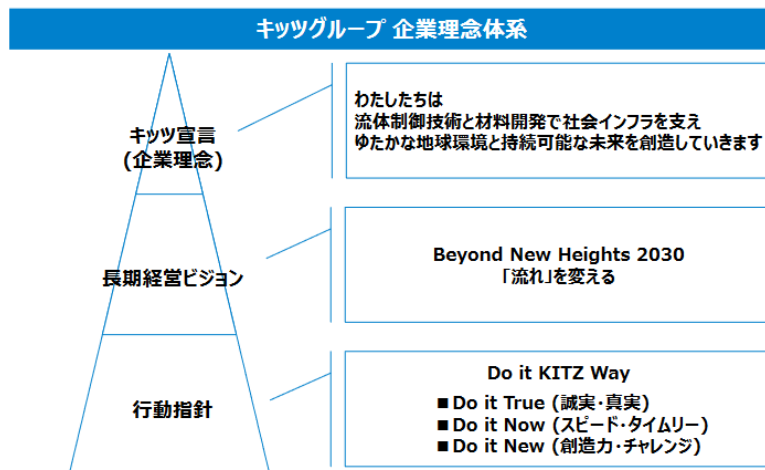 キッツグループ 企業理念体系
キッツ宣言
(企業理念)
わたしたちは
流体制御技術と材料開発で社会インフラを支え
ゆたかな地球環境と持続可能な未来を創造していきます
長期経営ビジョン
Beyond New Heights 2030
「流れ」を変える
行動指針
Do it KITZ Way
■ Do it True (誠実・真実)
■ Do it Now (スピード・タイムリー)
■ Do it New (創造力・チャレンジ)